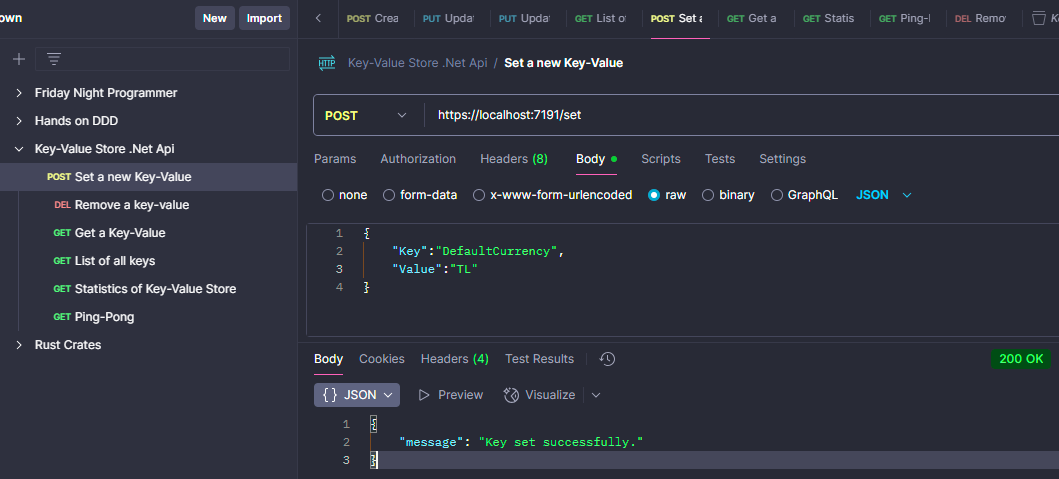 own
New
Import
POST Crea
PUT Updat
PUT Updat
GET List of
POST Set a
GET Get a
GET Statis
GET Ping-
DEL Remo
HTTP Key-Value Store .Net Api / Set a new Key-Value
Friday Night Programmer
Hands on DDD
Key-Value Store .Net Api
POST Set a new Key-Value
DEL Remove a key-value
GET Get a Key-Value
GET List of all keys
GET Statistics of Key-Value Store
GET Ping-Pong
Rust Crates
POST https://localhost:7191/set
Params Authorization Headers (8) Body Scripts Tests Settings
none form-data x-www-form-urlencoded raw binary GraphQL JSON
1 {
2 "Key":"DefaultCurrency",
3 "Value":"TL"
4 }
Body Cookies Headers (4) Test Results 200 OK
{} JSON Preview Visualize
1 {
2 "message": "Key set successfully."
3 }